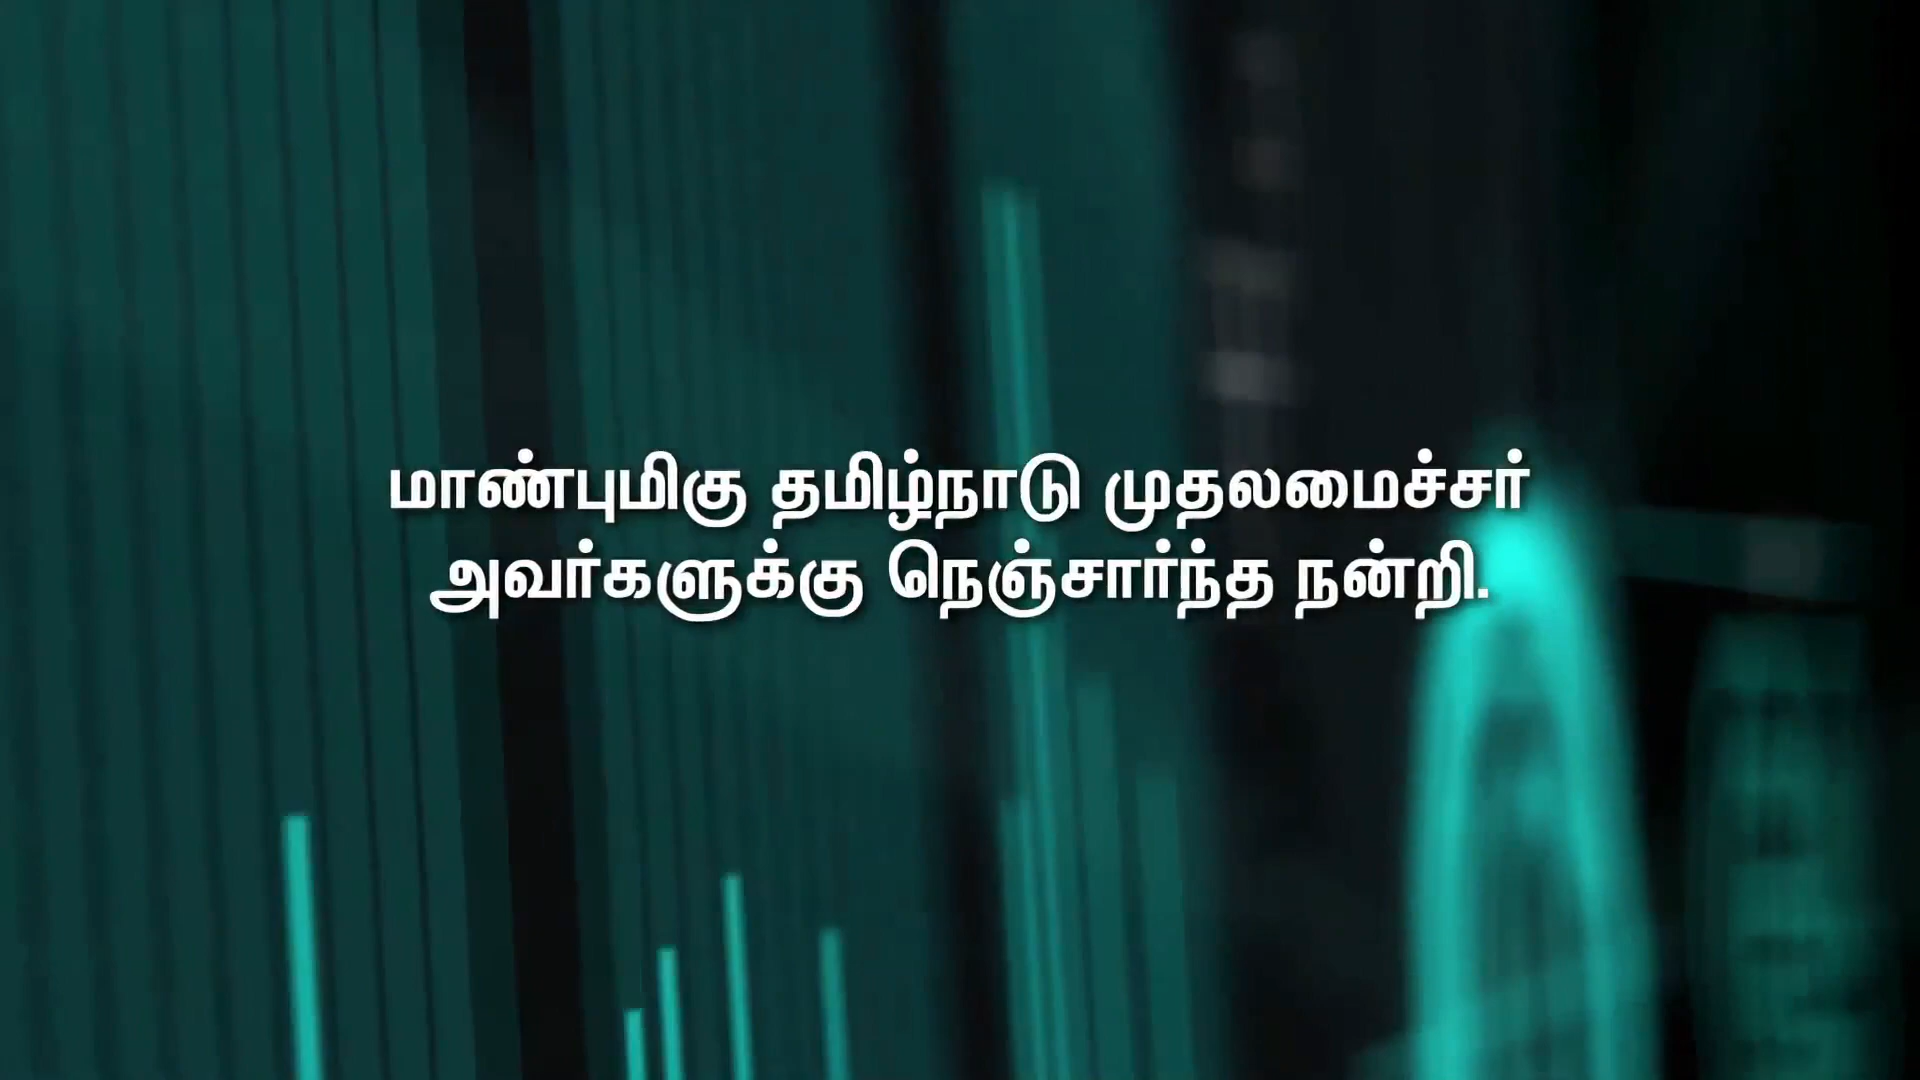 மாண்புமிகு தமிழ்நாடு முதலமைச்சர்
அவர்களுக்கு நெஞ்சார்ந்த நன்றி.